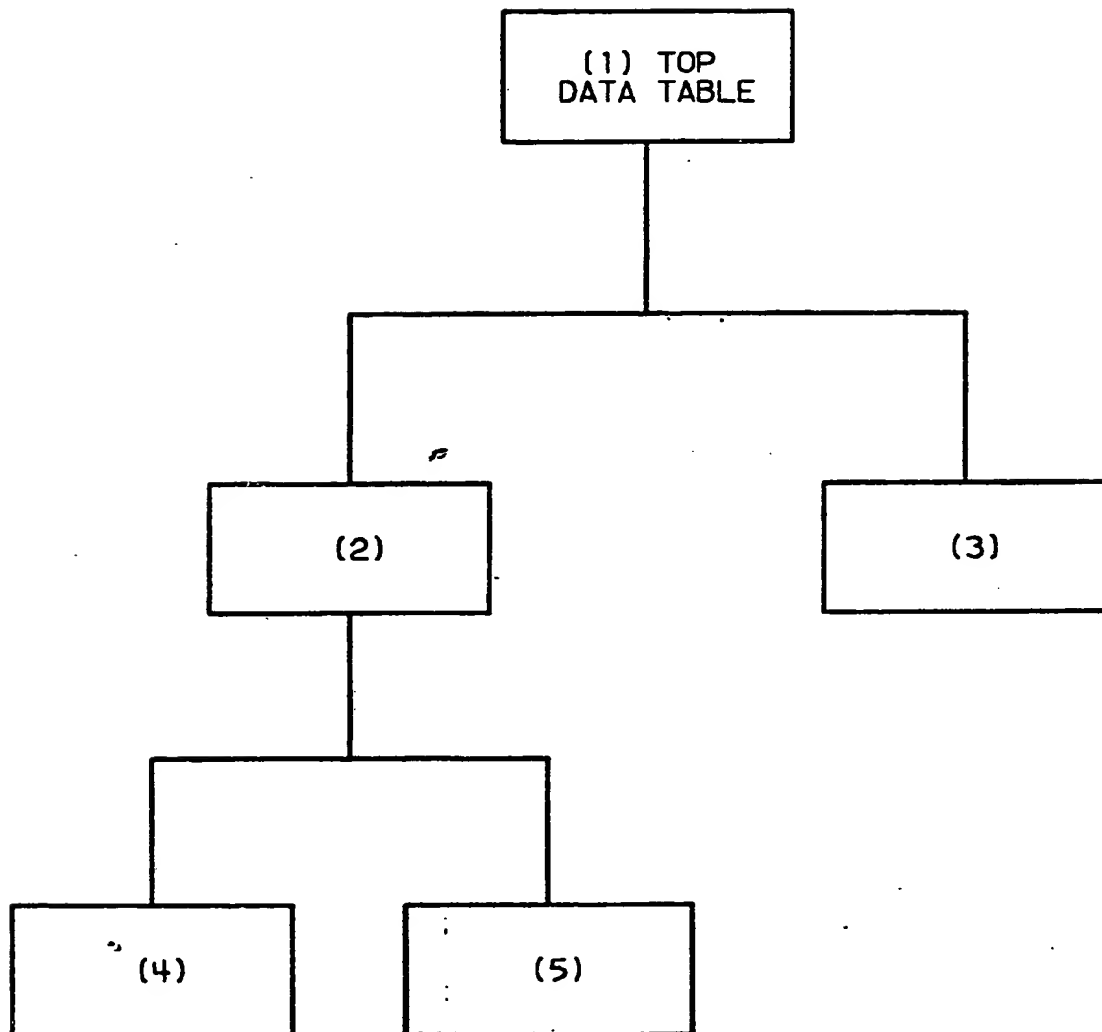 (1) TOP
DATA TABLE
(2)
(3)
(4)
(5)